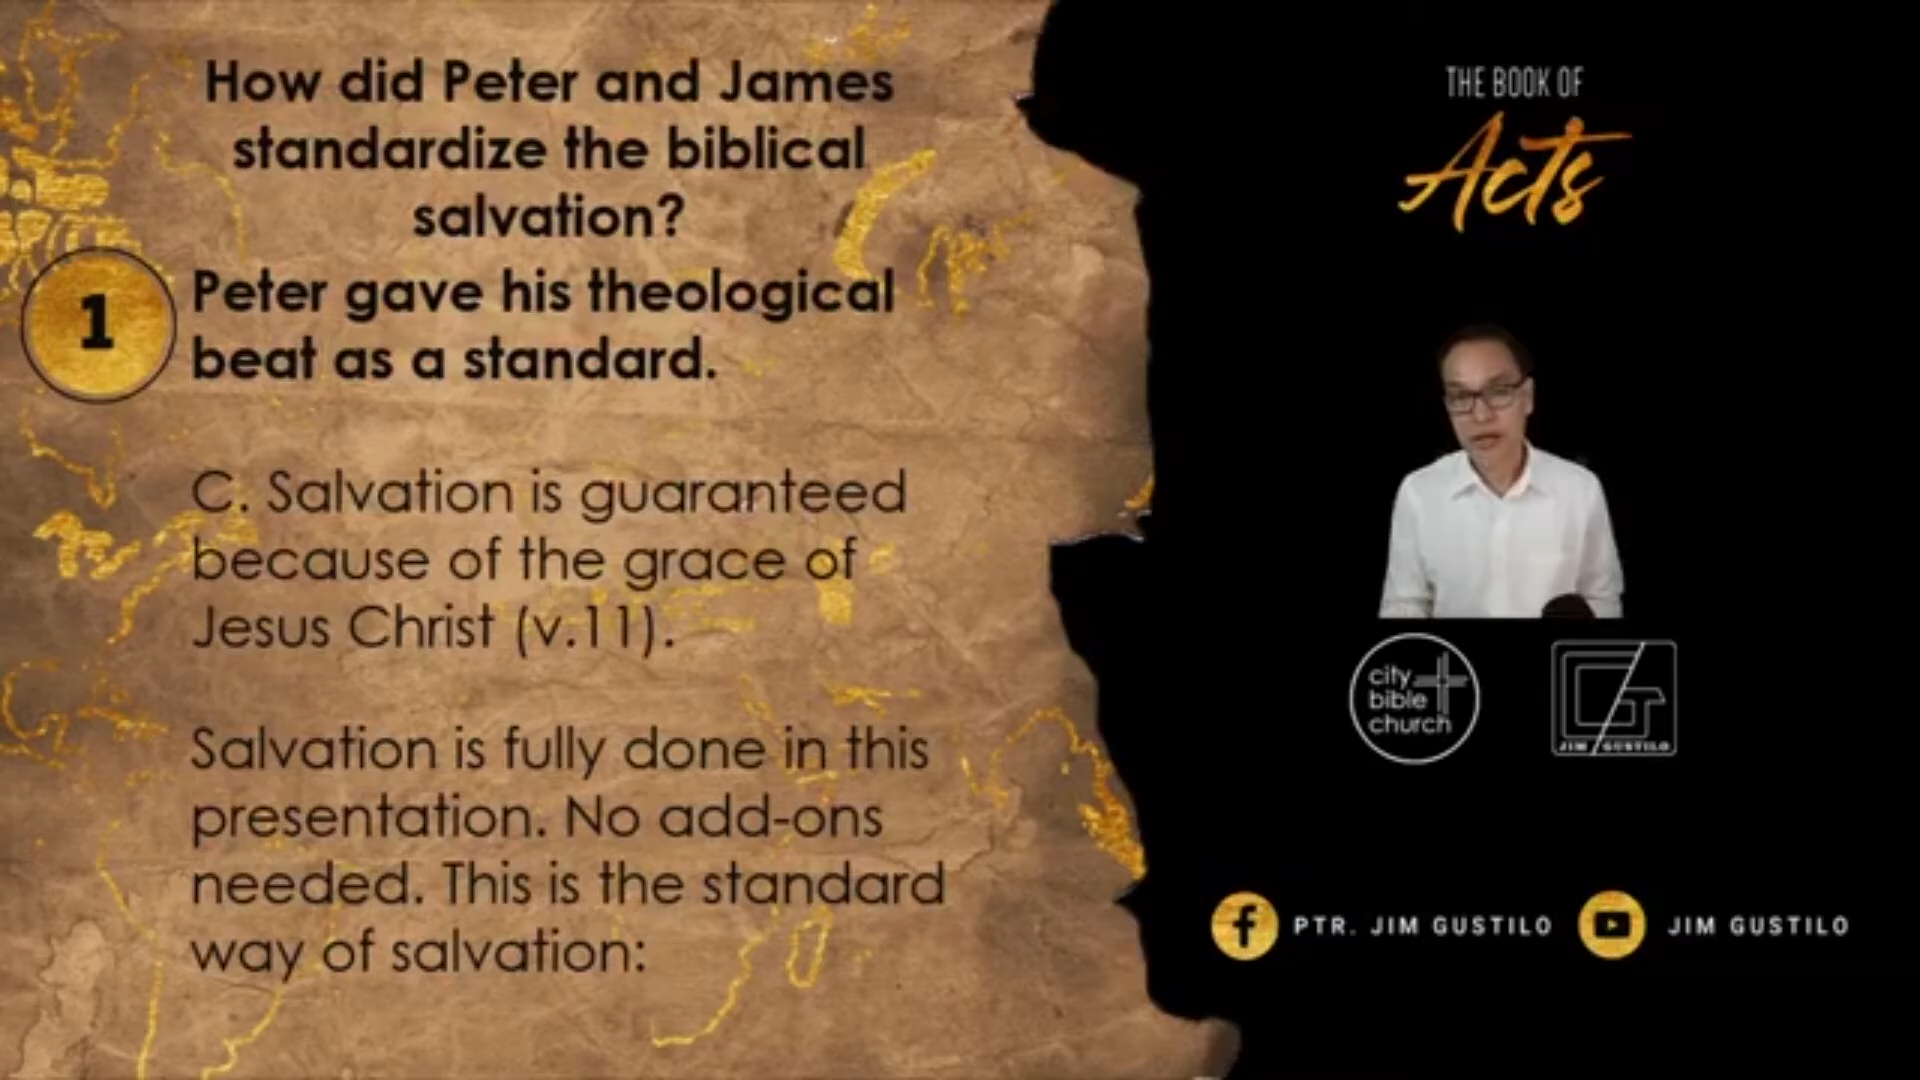 How did Peter and James
standardize the biblical
salvation?
1
Peter gave his theological
beat as a standard.
C. Salvation is guaranteed
because of the grace of
Jesus Christ (v.11).
Salvation is fully done in this
presentation. No add-ons
needed. This is the standard
way of salvation:
THE BOOK OF
Acts
city
bible
church
JIM GUSTILO
PTR. JIM GUSTILO
JIM GUSTILO